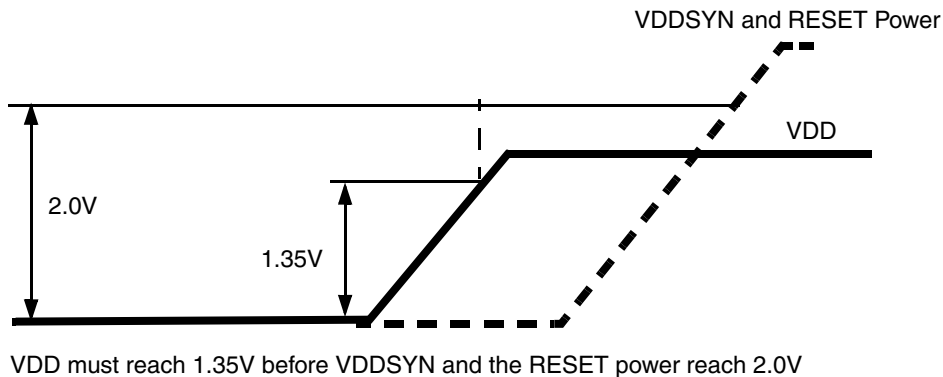 VDDSYN and RESET Power
VDD
2.0V
1.35V
VDD must reach 1.35V before VDDSYN and the RESET power reach 2.0V